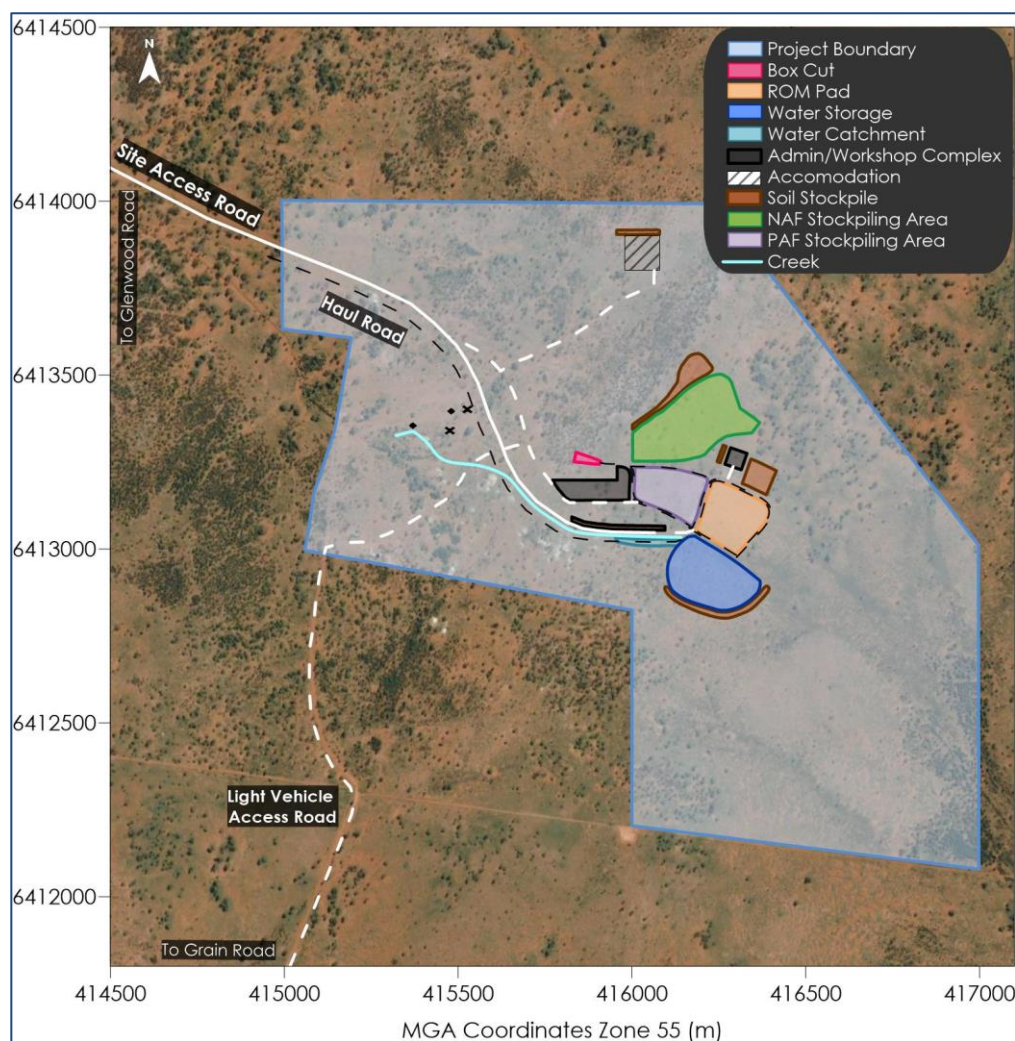 6414500
N
Project Boundary
Box Cut
ROM Pad
Water Storage
Water Catchment
Admin/Workshop Complex
Accomodation
Soil Stockpile
NAF Stockpiling Area
PAF Stockpiling Area
Creek
Site Access Road
6414000
To Glenwood Road
Haul Road
6413500
6413000
6412500
Light Vehicle
Access Road
6412000
To Grain Road
414500
415000
415500
416000
416500
417000
MGA Coordinates Zone 55 (m)